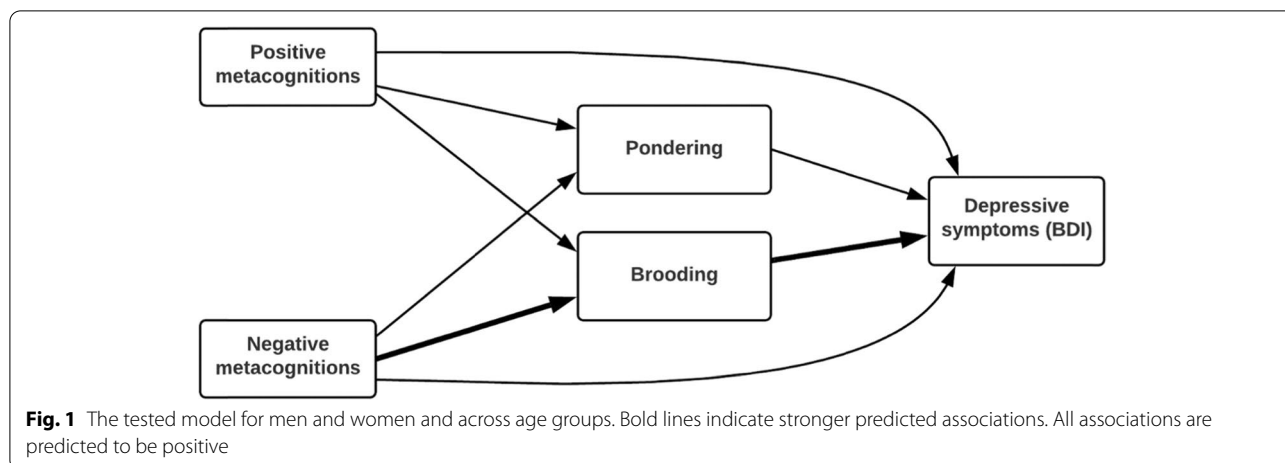 Positive
metacognitions
Pondering
Depressive
symptoms (BDI)
Brooding
Negative
metacognitions
Fig. 1 The tested model for men and women and across age groups. Bold lines indicate stronger predicted associations. All associations are
predicted to be positive